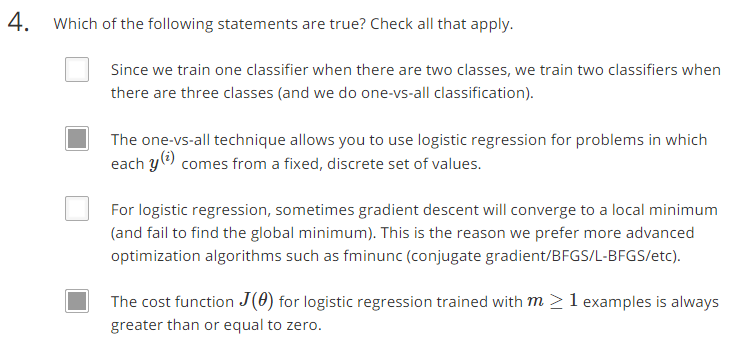 4. Which of the following statements are true? Check all that apply.
Since we train one classifier when there are two classes, we train two classifiers when
there are three classes (and we do one-vs-all classification).
The one-vs-all technique allows you to use logistic regression for problems in which
each y⁽ⁱ⁾ comes from a fixed, discrete set of values.
For logistic regression, sometimes gradient descent will converge to a local minimum
(and fail to find the global minimum). This is the reason we prefer more advanced
optimization algorithms such as fminunc (conjugate gradient/BFGS/L-BFGS/etc).
The cost function J(θ) for logistic regression trained with m ≥ 1 examples is always
greater than or equal to zero.